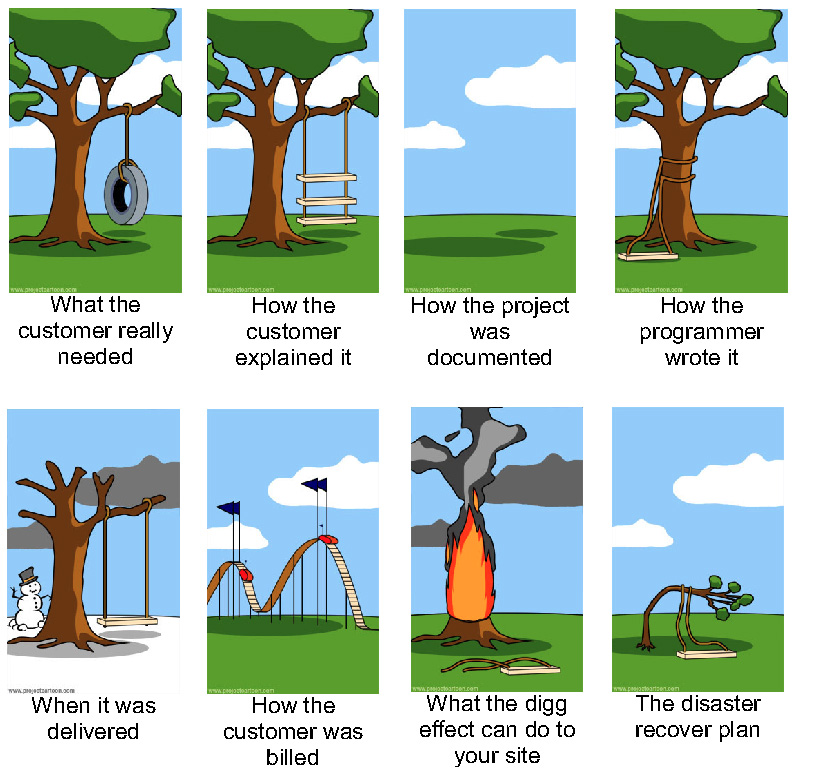 www.projectcartoon.com
www.projectcartoon.com
www.projectcartoon.com
www.projectcartoon.com
What the
customer really
needed
How the
customer
explained it
How the project
was
documented
How the
programmer
wrote it
www.projectcartoon.com
www.projectcartoon.com
www.projectcartoon.com
www.projectcartoon.com
When it was
delivered
How the
customer was
billed
What the digg
effect can do to
your site
The disaster
recover plan